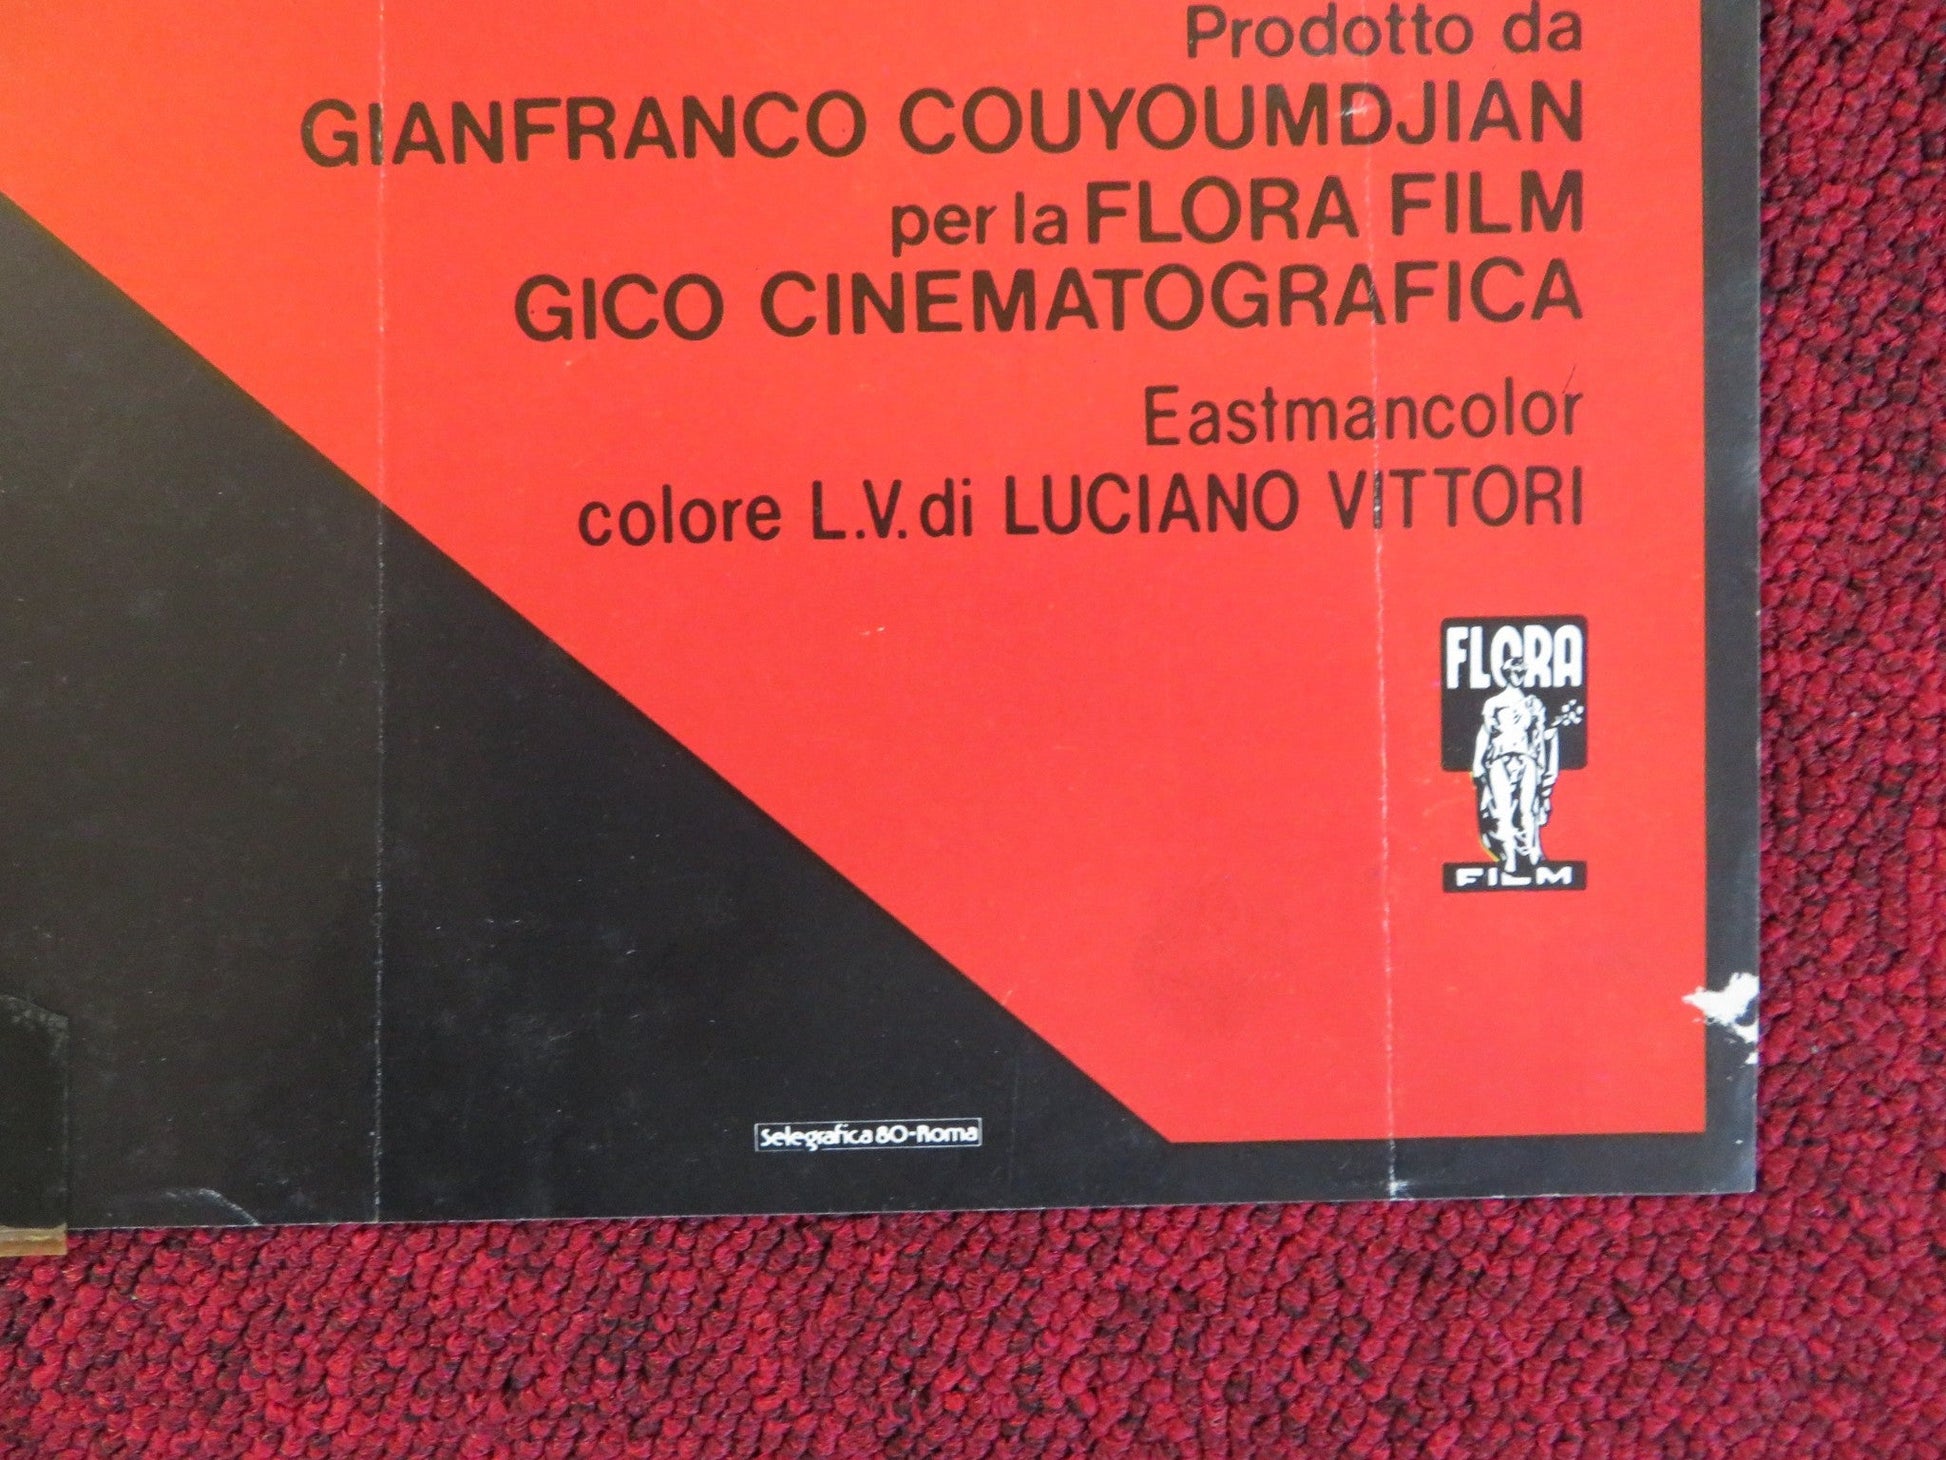 Prodotto da
GIANFRANCO COUYOUMDJIAN
per la FLORA FILM
GICO CINEMATOGRAFICA
Eastmancolor
colore L.V. di LUCIANO VITTORI
FLORA
FILM
Selegrafica 80-Roma